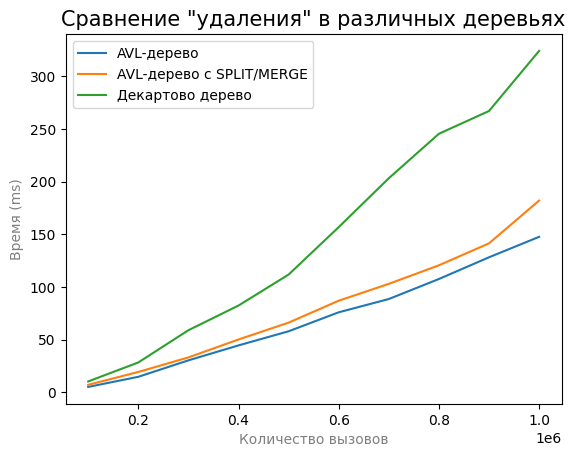 Сравнение "удаления" в различных деревьях
AVL-дерево
AVL-дерево с SPLIT/MERGE
Декартово дерево
Время (ms)
300
250
200
150
100
50
0
0.2
0.4
0.6
0.8
1.0
1e6
Количество вызовов